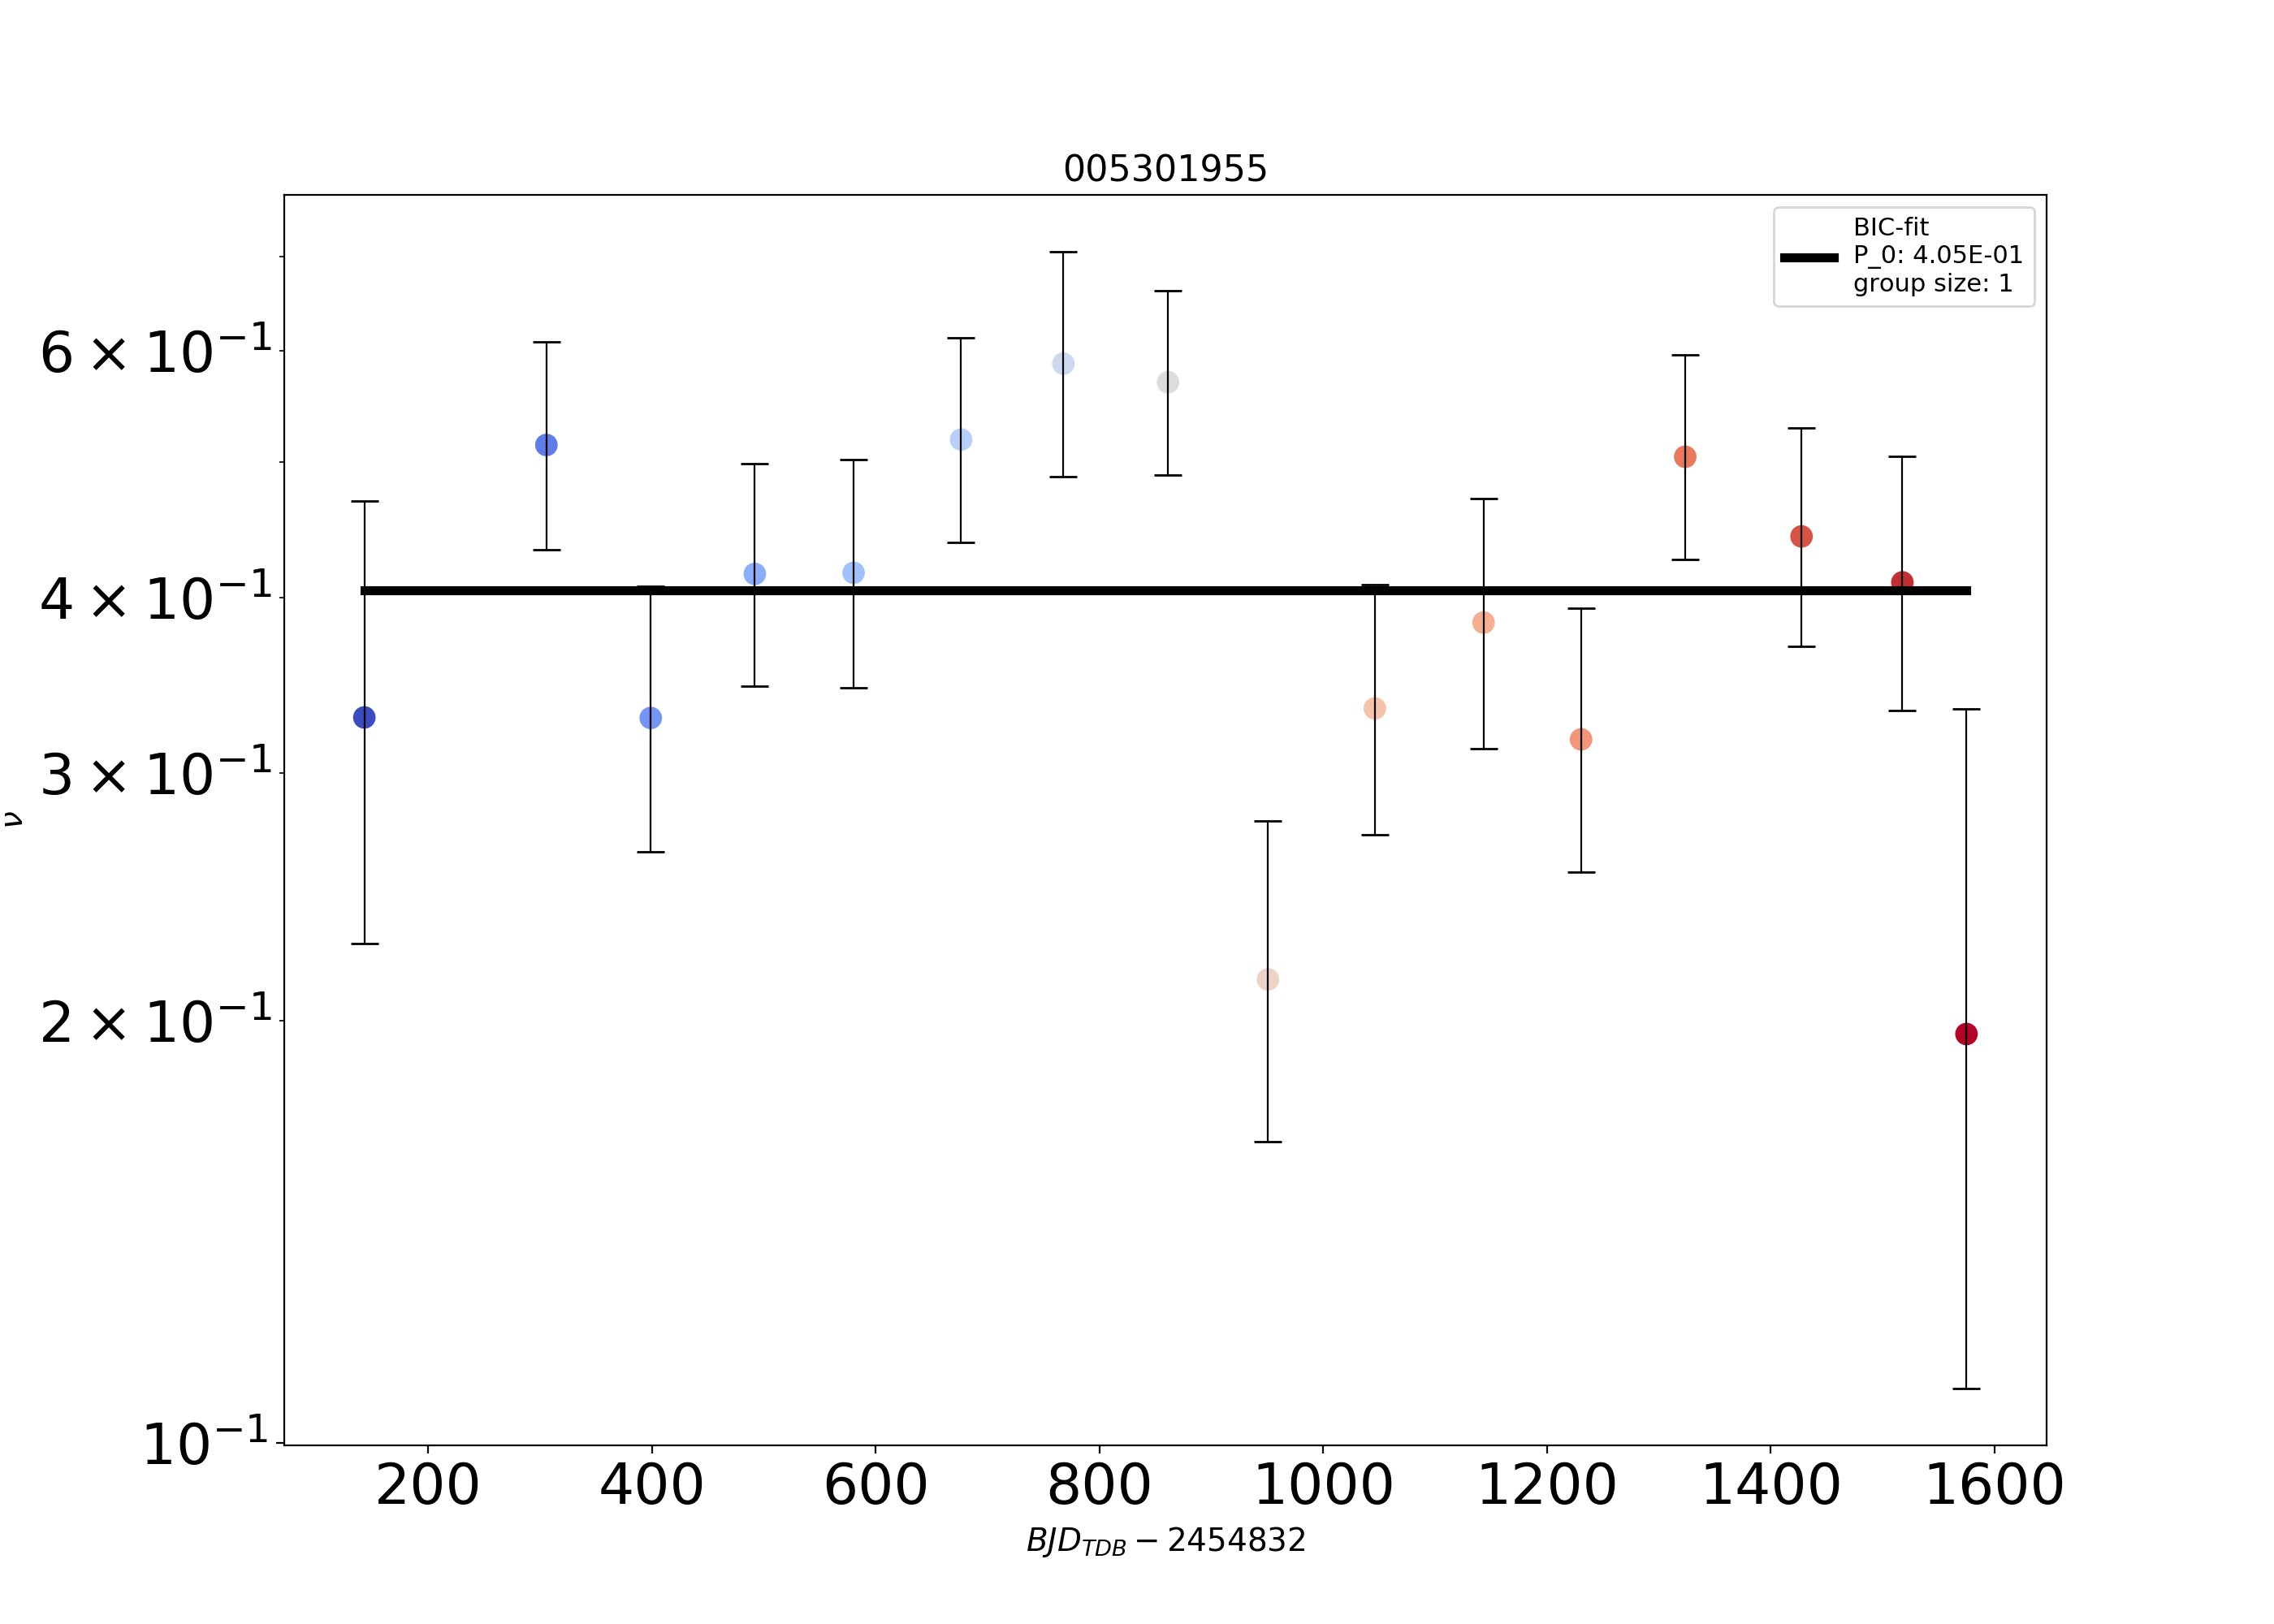 005301955
BIC-fit
P_0: 4.05E-01
group size: 1
6 × 10⁻¹
4 × 10⁻¹
3 × 10⁻¹
2 × 10⁻¹
10⁻¹
ν
200 400 600 800 1000 1200 1400 1600
BJD_TDB − 2454832